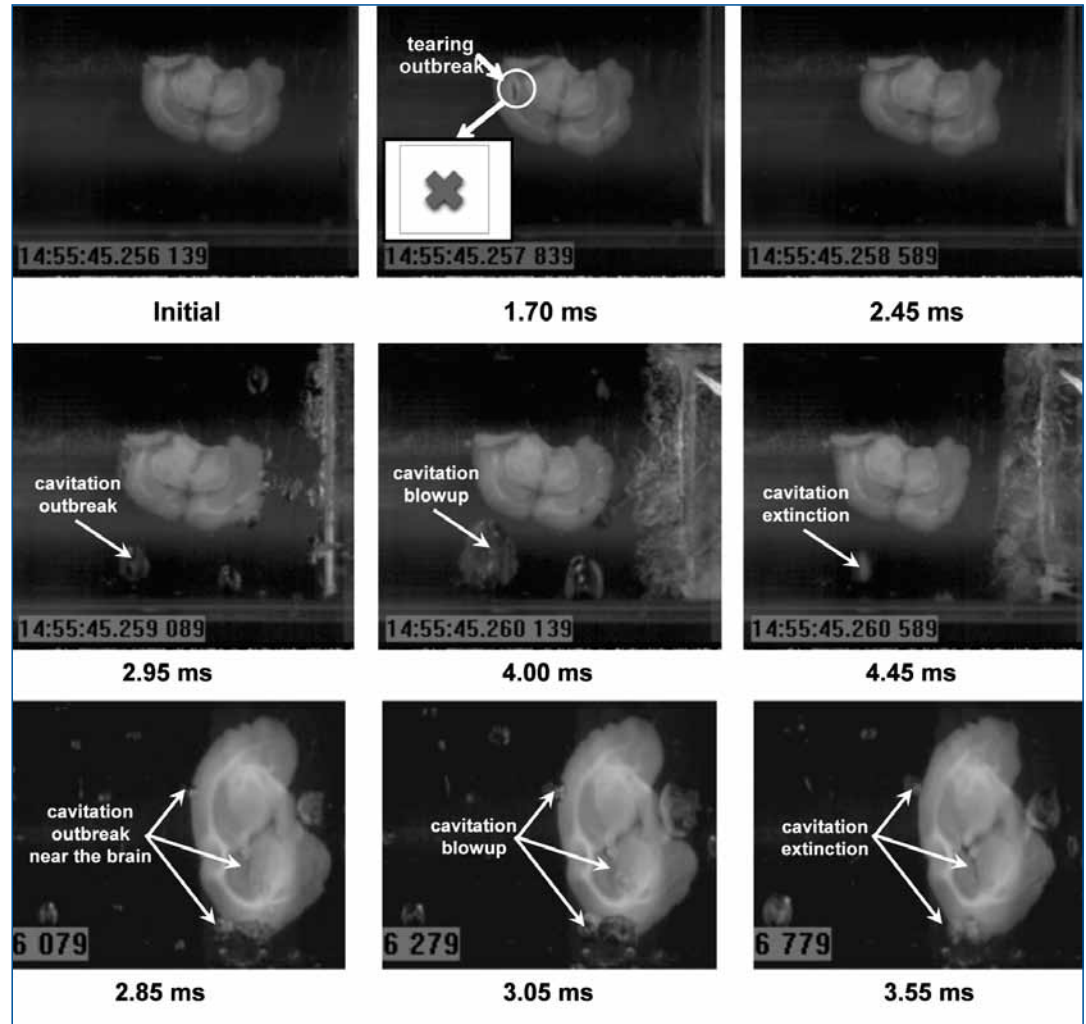 tearing
outbreak
14:55:45.256 139
14:55:45.257 839
14:55:45.258 589
Initial
1.70 ms
2.45 ms
cavitation
outbreak
cavitation
blowup
cavitation
extinction
14:55:45.259 089
14:55:45.260 139
14:55:45.260 589
2.95 ms
4.00 ms
4.45 ms
cavitation
outbreak
near the brain
cavitation
blowup
cavitation
extinction
6 079
6 279
6 779
2.85 ms
3.05 ms
3.55 ms